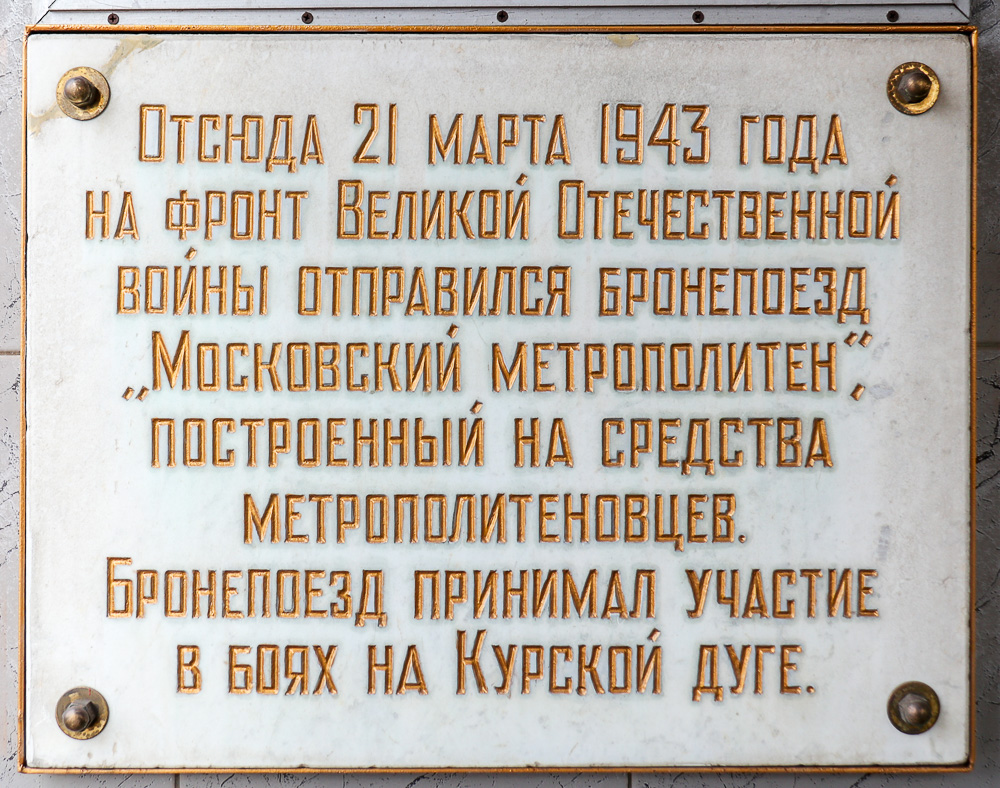 Отсюда 21 марта 1943 года
на фронт Великой Отечественной
войны отправился бронепоезд
„Московский метрополитен“,
построенный на средства
метрополитеновцев.
Бронепоезд принимал участие
в боях на Курской дуге.